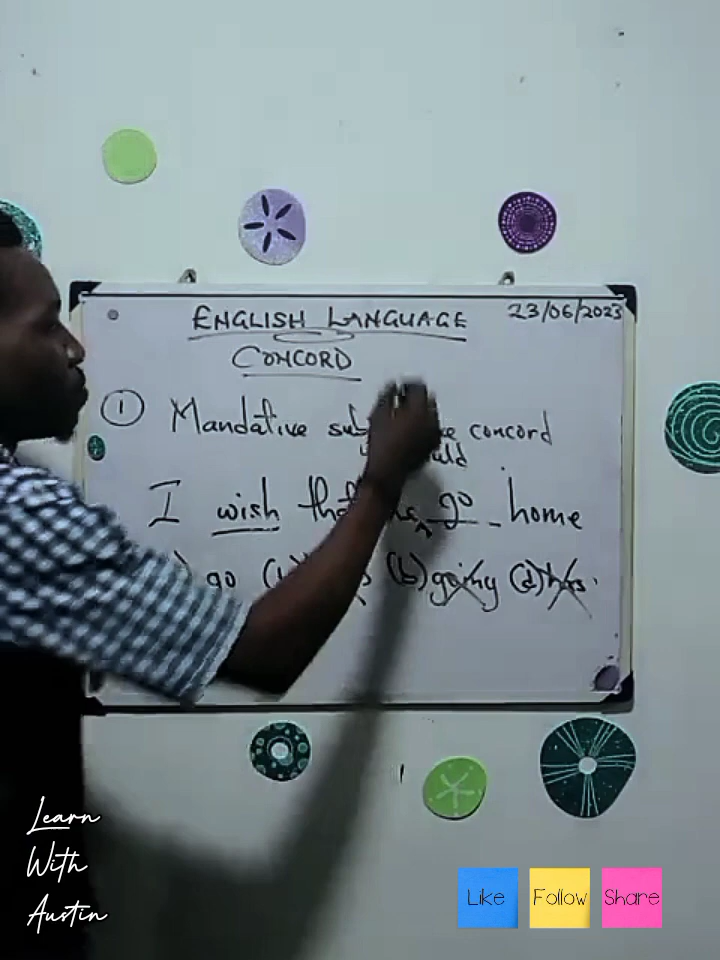 ENGLISH LANGUAGE 23/06/2023
CONCORD
① Mandative concord
I wish go home
go (b) going (d) has
Learn
With
Austin
Like Follow Share